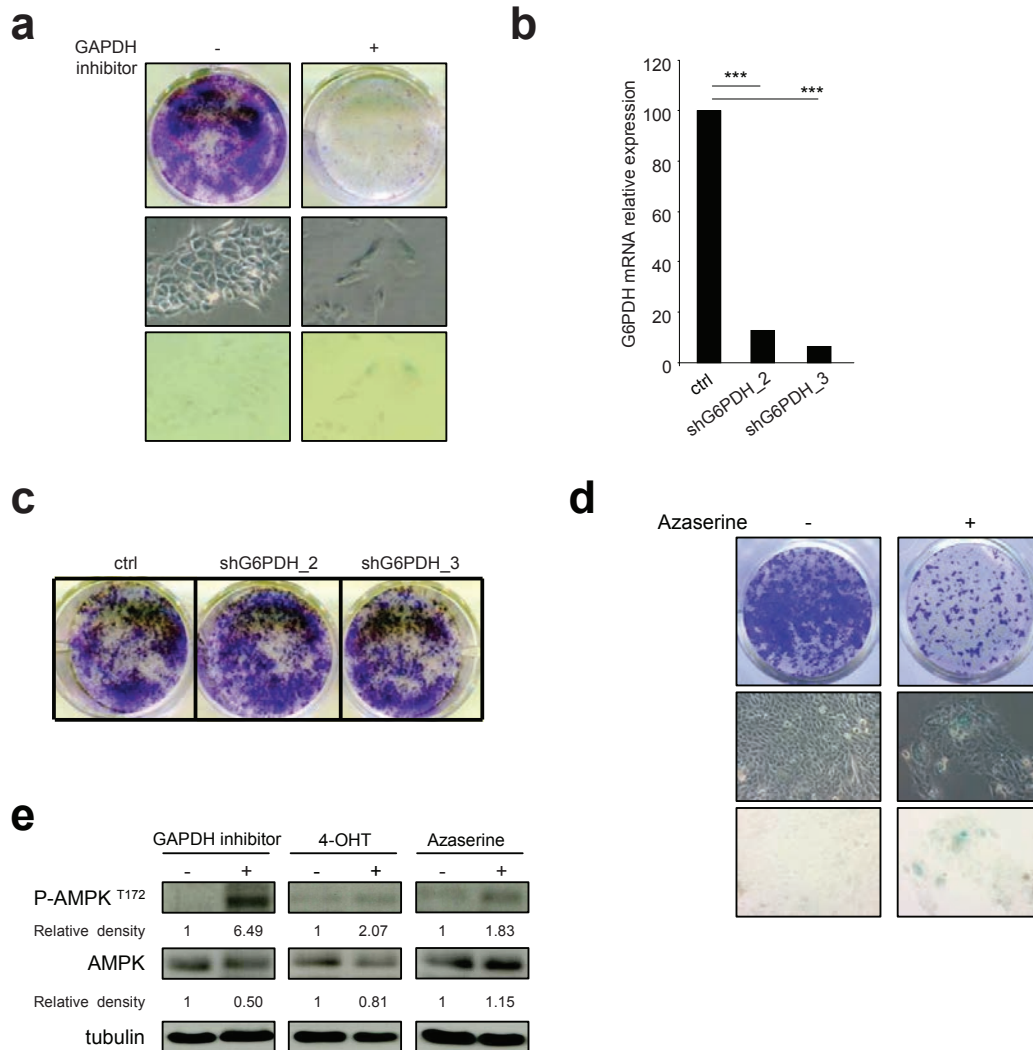 a
GAPDH
inhibitor
- +
b
G6PDH mRNA relative expression
120
100
80
60
40
20
0
*** ***
ctrl
shG6PDH_2
shG6PDH_3
c
ctrl shG6PDH_2 shG6PDH_3
d
Azaserine - +
e
GAPDH inhibitor 4-OHT Azaserine
- + - + - +
P-AMPK T172
Relative density 1 6.49 1 2.07 1 1.83
AMPK
Relative density 1 0.50 1 0.81 1 1.15
tubulin